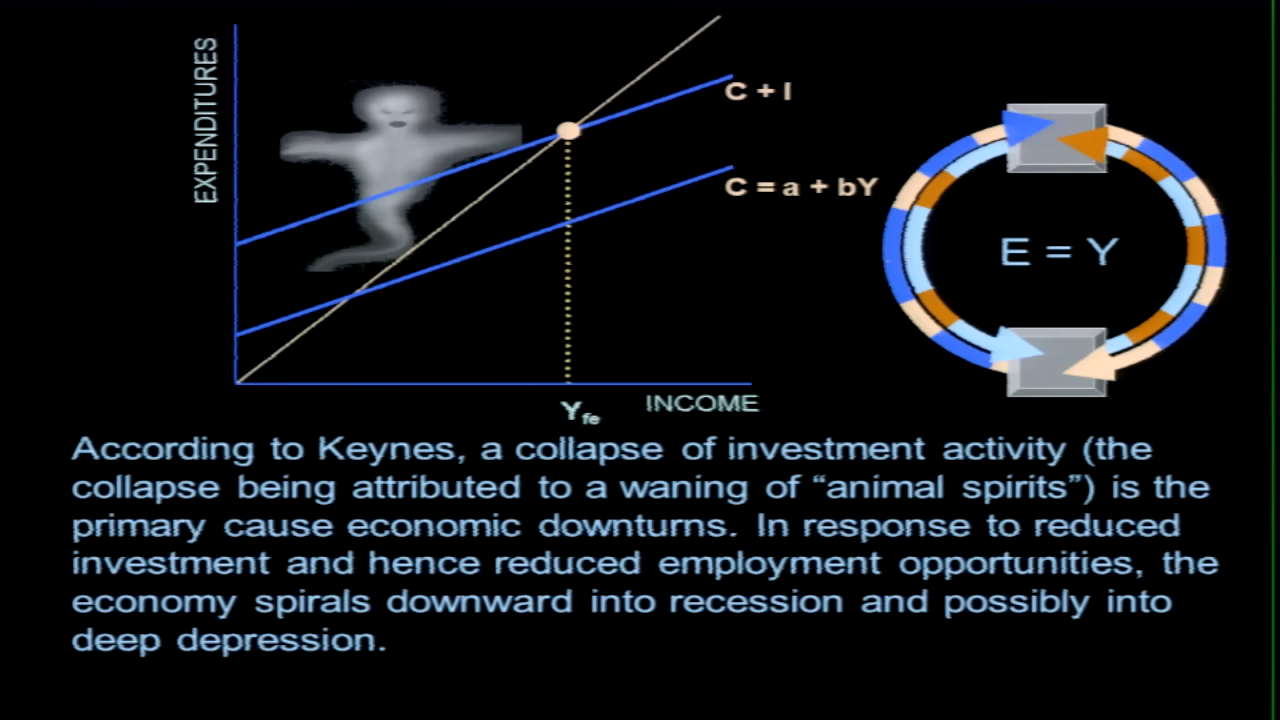 EXPENDITURES
C + I
C = a + bY
E = Y
Yfe
INCOME
According to Keynes, a collapse of investment activity (the
collapse being attributed to a waning of “animal spirits”) is the
primary cause economic downturns. In response to reduced
investment and hence reduced employment opportunities, the
economy spirals downward into recession and possibly into
deep depression.